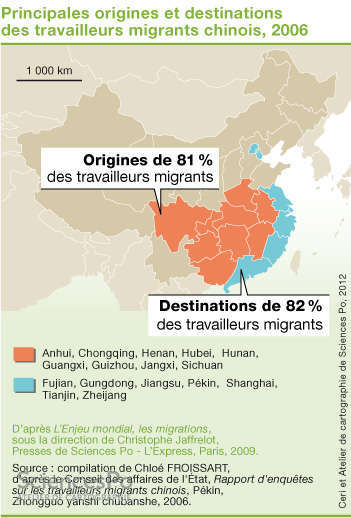 Principales origines et destinations
des travailleurs migrants chinois, 2006
1 000 km
Origines de 81 %
des travailleurs migrants
Destinations de 82 %
des travailleurs migrants
Anhui, Chongqing, Henan, Hubei, Hunan,
Guangxi, Guizhou, Jangxi, Sichuan
Fujian, Gungdong, Jiangsu, Pékin, Shanghai,
Tianjin, Zheijang
D'après L'Enjeu mondial, les migrations,
sous la direction de Christophe Jaffrelot,
Presses de Sciences Po - L'Express, Paris, 2009.
Source : compilation de Chloé FROISSART,
d'après le Conseil des affaires de l'État, Rapport d'enquêtes
sur les travailleurs migrants chinois, Pékin,
Zhongguo yanshi chubanshe, 2006.
SciencesPo
Ceri et Atelier de cartographie de Sciences Po, 2012